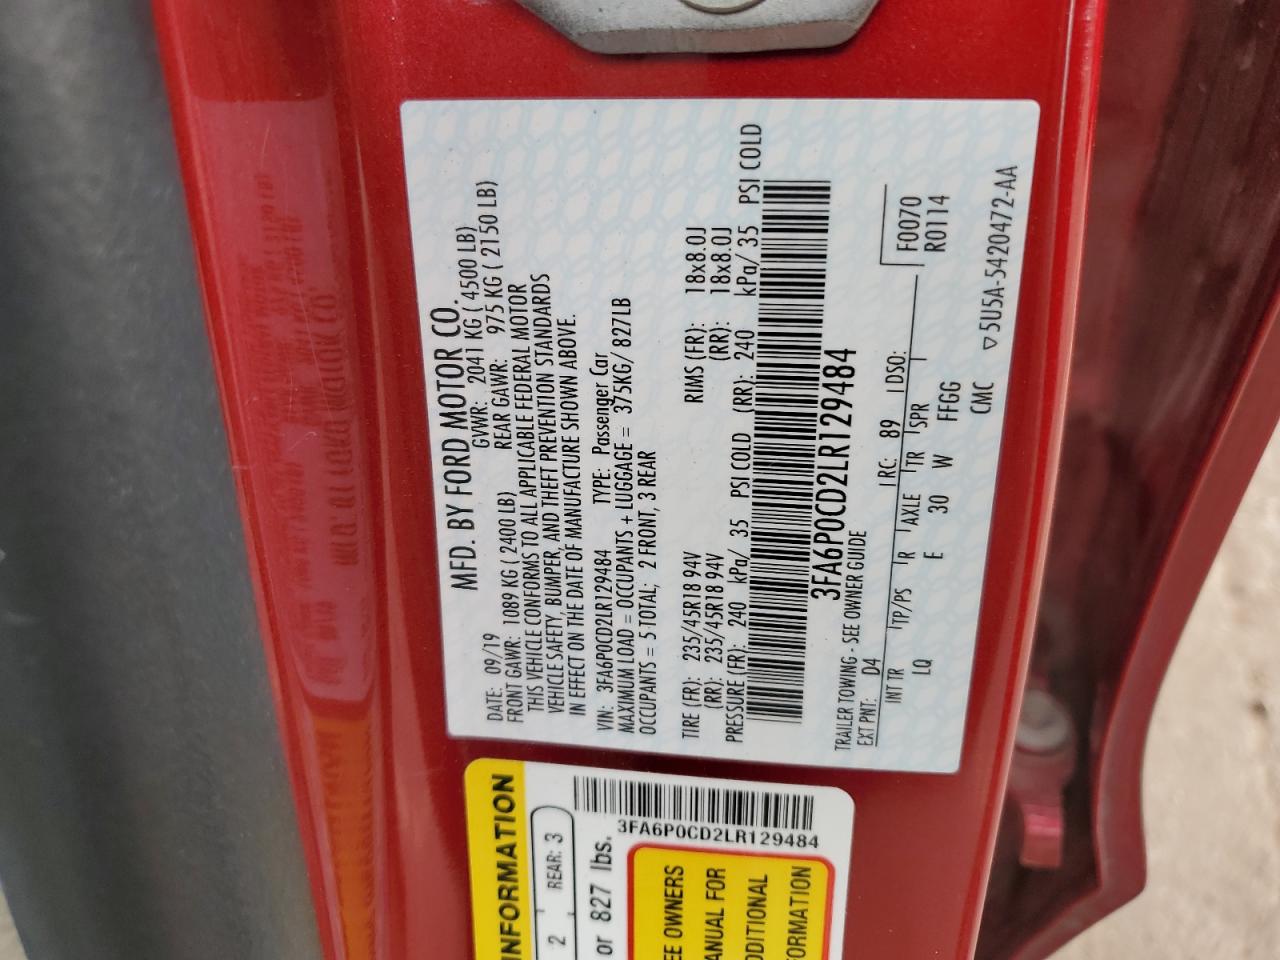 MFD. BY FORD MOTOR CO.
DATE: 09/19 GVWR: 2041 KG ( 4500 LB)
FRONT GAWR: 1089 KG ( 2400 LB) REAR GAWR: 975 KG ( 2150 LB)
THIS VEHICLE CONFORMS TO ALL APPLICABLE FEDERAL MOTOR
VEHICLE SAFETY, BUMPER, AND THEFT PREVENTION STANDARDS
IN EFFECT ON THE DATE OF MANUFACTURE SHOWN ABOVE.
VIN: 3FA6P0CD2LR129484 TYPE: Passenger Car
MAXIMUM LOAD = OCCUPANTS + LUGGAGE = 375KG/ 827LB
OCCUPANTS = 5 TOTAL; 2 FRONT, 3 REAR
TIRE (FR): 235/45R18 94V RIMS (FR): 18x8.0J
(RR): 235/45R18 94V (RR): 18x8.0J
PRESSURE (FR): 240 kPa/ 35 PSI COLD (RR): 240 kPa/ 35 PSI COLD
3FA6P0CD2LR129484
TRAILER TOWING - SEE OWNER GUIDE
EXT PNT: D4 RC: 89 DSO: F0070
R0114
INT TR TP/PS R AXLE TR SPR
LQ E 30 W FFGG
CMC ▽5U5A-5420472-AA
INFORMATION
2 REAR: 3
or 827 lbs.
3FA6P0CD2LR129484
EE OWNERS
ANUAL FOR
DDITIONAL
FORMATION